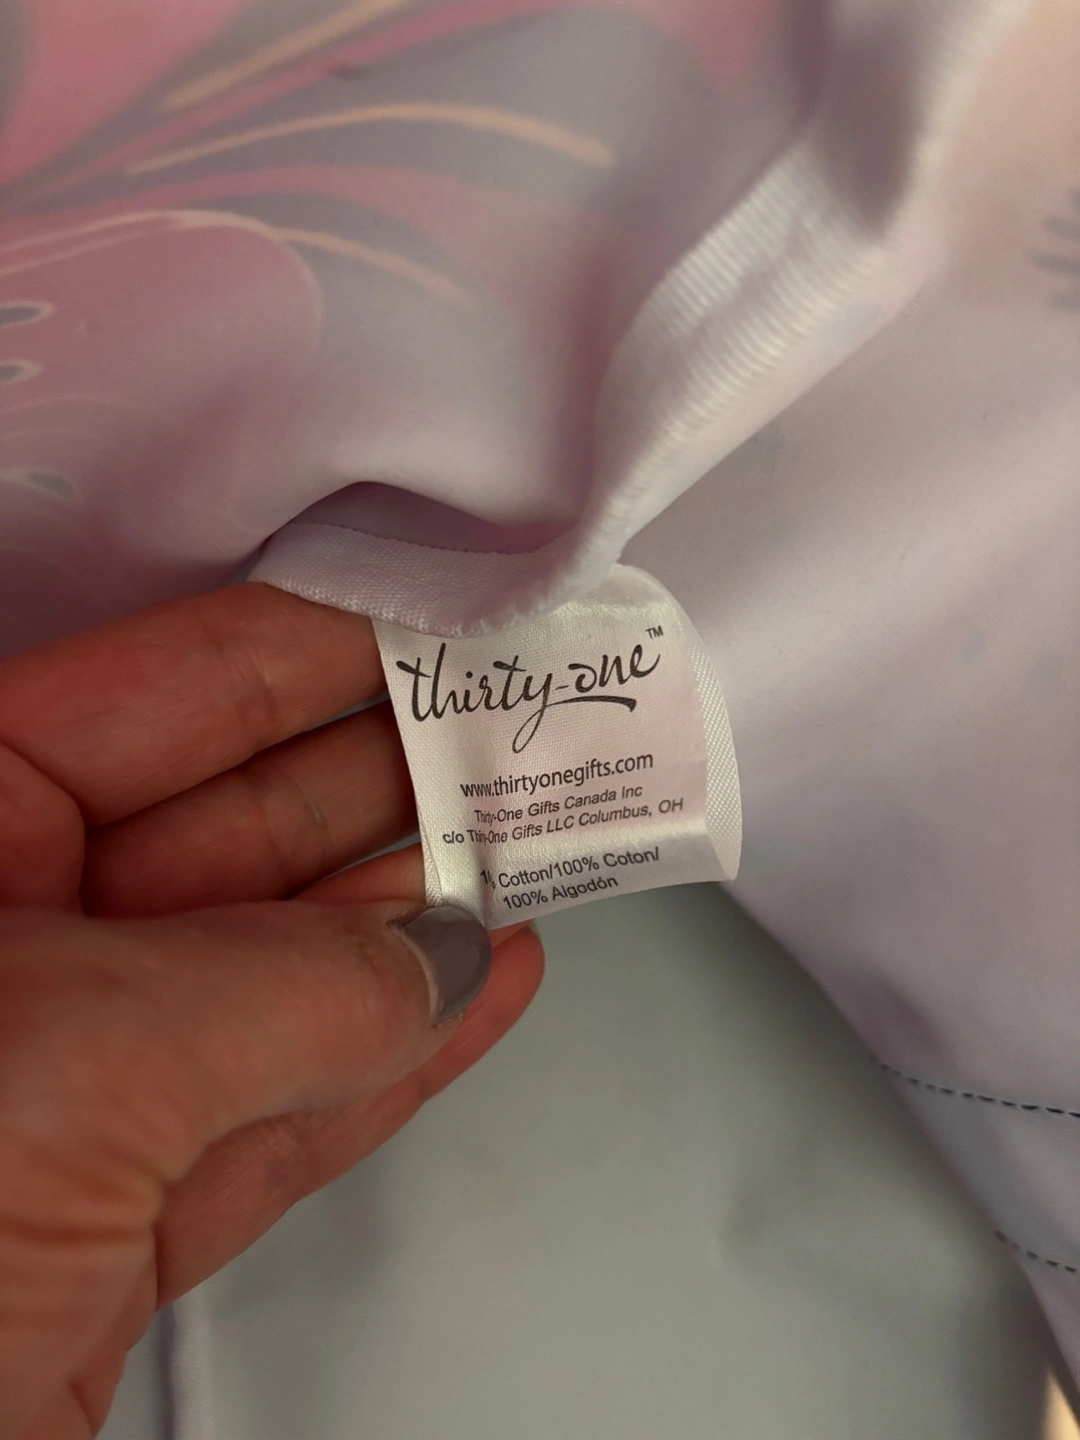 thirty-one™
www.thirtyonegifts.com
Thirty-One Gifts Canada Inc
c/o Thirty-One Gifts LLC Columbus, OH
Cotton/100% Coton/
100% Algodón